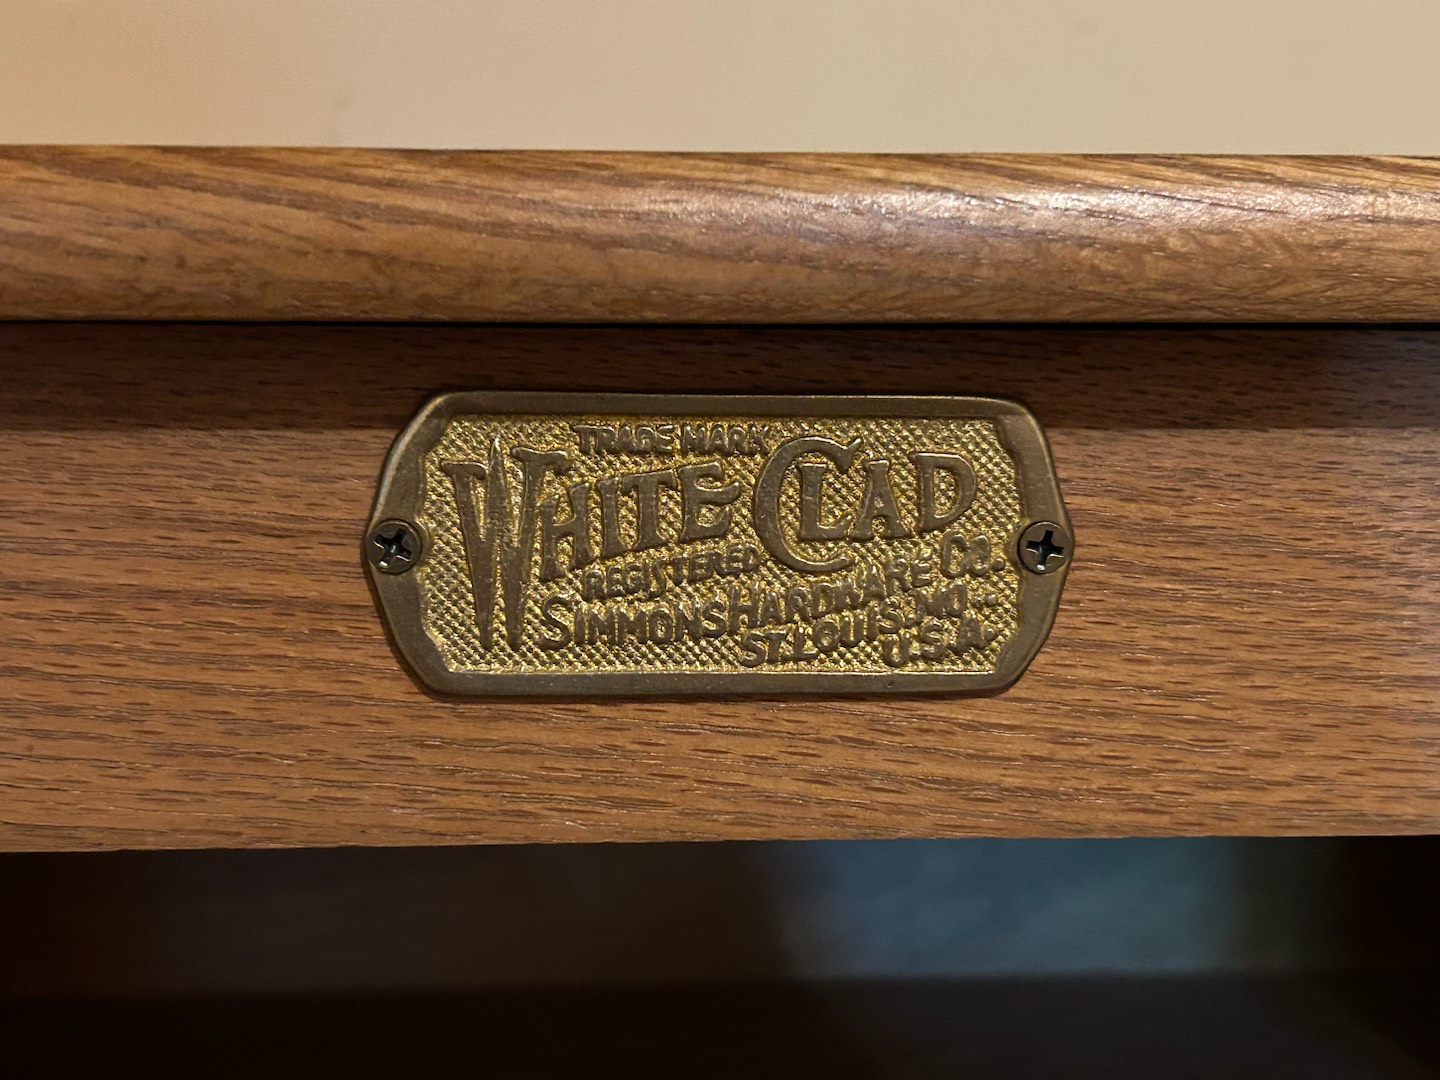 TRADE MARK
WHITE CLAD
REGISTERED
SIMMONS HARDWARE CO.
ST. LOUIS, MO.
U.S.A.